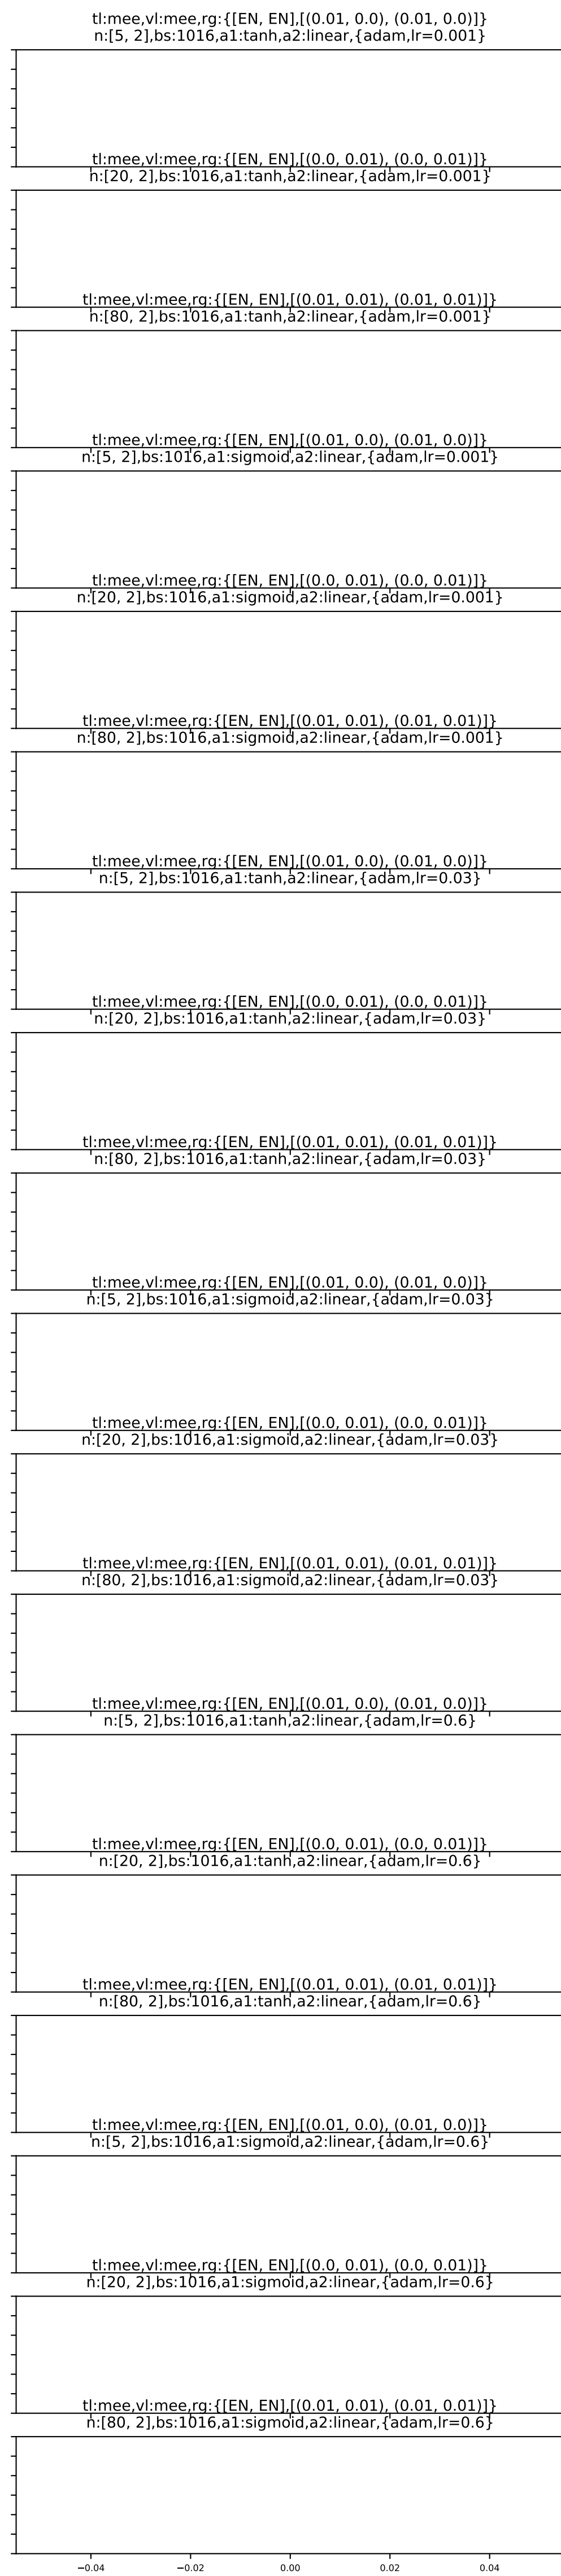 tl:mee,vl:mee,rg:{[EN, EN],[(0.01, 0.0), (0.01, 0.0)]}
n:[5, 2],bs:1016,a1:tanh,a2:linear,{adam,lr=0.001}
tl:mee,vl:mee,rg:{[EN, EN],[(0.0, 0.01), (0.0, 0.01)]}
n:[20, 2],bs:1016,a1:tanh,a2:linear,{adam,lr=0.001}
tl:mee,vl:mee,rg:{[EN, EN],[(0.01, 0.01), (0.01, 0.01)]}
n:[80, 2],bs:1016,a1:tanh,a2:linear,{adam,lr=0.001}
tl:mee,vl:mee,rg:{[EN, EN],[(0.01, 0.0), (0.01, 0.0)]}
n:[5, 2],bs:1016,a1:sigmoid,a2:linear,{adam,lr=0.001}
tl:mee,vl:mee,rg:{[EN, EN],[(0.0, 0.01), (0.0, 0.01)]}
n:[20, 2],bs:1016,a1:sigmoid,a2:linear,{adam,lr=0.001}
tl:mee,vl:mee,rg:{[EN, EN],[(0.01, 0.01), (0.01, 0.01)]}
n:[80, 2],bs:1016,a1:sigmoid,a2:linear,{adam,lr=0.001}
tl:mee,vl:mee,rg:{[EN, EN],[(0.01, 0.0), (0.01, 0.0)]}
n:[5, 2],bs:1016,a1:tanh,a2:linear,{adam,lr=0.03}
tl:mee,vl:mee,rg:{[EN, EN],[(0.0, 0.01), (0.0, 0.01)]}
n:[20, 2],bs:1016,a1:tanh,a2:linear,{adam,lr=0.03}
tl:mee,vl:mee,rg:{[EN, EN],[(0.01, 0.01), (0.01, 0.01)]}
n:[80, 2],bs:1016,a1:tanh,a2:linear,{adam,lr=0.03}
tl:mee,vl:mee,rg:{[EN, EN],[(0.01, 0.0), (0.01, 0.0)]}
n:[5, 2],bs:1016,a1:sigmoid,a2:linear,{adam,lr=0.03}
tl:mee,vl:mee,rg:{[EN, EN],[(0.0, 0.01), (0.0, 0.01)]}
n:[20, 2],bs:1016,a1:sigmoid,a2:linear,{adam,lr=0.03}
tl:mee,vl:mee,rg:{[EN, EN],[(0.01, 0.01), (0.01, 0.01)]}
n:[80, 2],bs:1016,a1:sigmoid,a2:linear,{adam,lr=0.03}
tl:mee,vl:mee,rg:{[EN, EN],[(0.01, 0.0), (0.01, 0.0)]}
n:[5, 2],bs:1016,a1:tanh,a2:linear,{adam,lr=0.6}
tl:mee,vl:mee,rg:{[EN, EN],[(0.0, 0.01), (0.0, 0.01)]}
n:[20, 2],bs:1016,a1:tanh,a2:linear,{adam,lr=0.6}
tl:mee,vl:mee,rg:{[EN, EN],[(0.01, 0.01), (0.01, 0.01)]}
n:[80, 2],bs:1016,a1:tanh,a2:linear,{adam,lr=0.6}
tl:mee,vl:mee,rg:{[EN, EN],[(0.01, 0.0), (0.01, 0.0)]}
n:[5, 2],bs:1016,a1:sigmoid,a2:linear,{adam,lr=0.6}
tl:mee,vl:mee,rg:{[EN, EN],[(0.0, 0.01), (0.0, 0.01)]}
n:[20, 2],bs:1016,a1:sigmoid,a2:linear,{adam,lr=0.6}
tl:mee,vl:mee,rg:{[EN, EN],[(0.01, 0.01), (0.01, 0.01)]}
n:[80, 2],bs:1016,a1:sigmoid,a2:linear,{adam,lr=0.6}
−0.04 −0.02 0.00 0.02 0.04